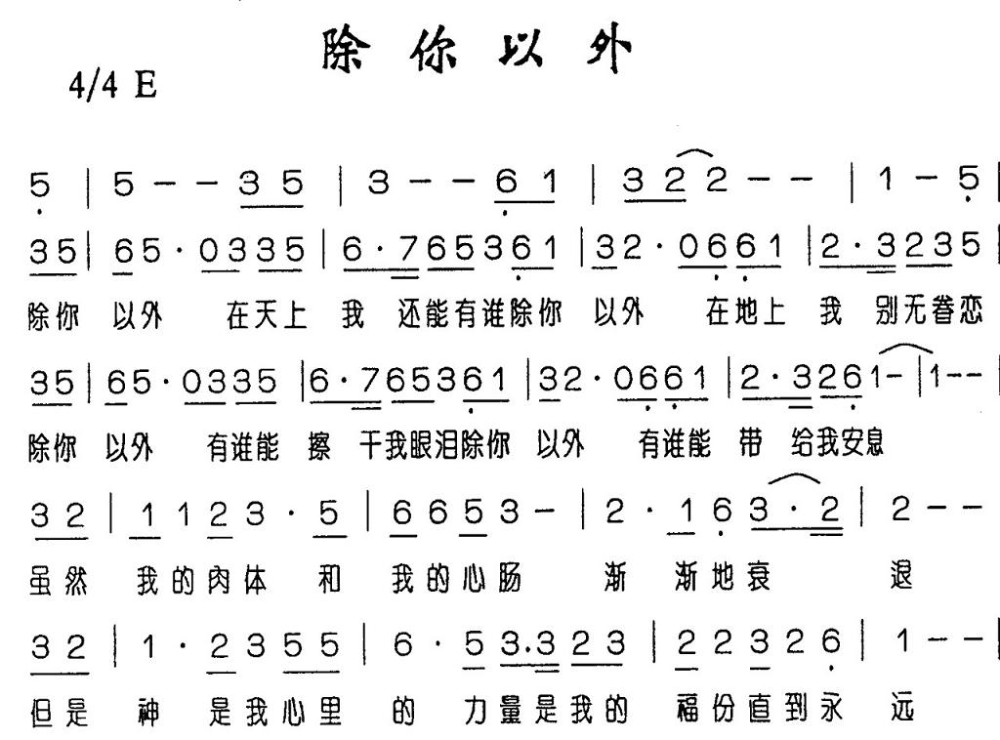 除你以外
4/4 E
5 | 5 - - 3 5 | 3 - - 6 1 | 3 2 2 - - | 1 - 5 |
3 5 | 6 5 · 0 3 3 5 | 6 · 7 6 5 3 6 1 | 3 2 · 0 6 6 1 | 2 · 3 2 3 5
除你 以外 在天上 我 还能有谁除你 以外 在地上 我 别无眷恋
3 5 | 6 5 · 0 3 3 5 | 6 · 7 6 5 3 6 1 | 3 2 · 0 6 6 1 | 2 · 3 2 6 1 - | 1 - - |
除你 以外 有谁能 擦 干我眼泪除你 以外 有谁能 带 给我安息
3 2 | 1 1 2 3 · 5 | 6 6 5 3 - | 2 · 1 6 3 · 2 | 2 - -
虽然 我的肉体 和 我的心肠 渐 渐地衰 退
3 2 | 1 · 2 3 5 5 | 6 · 5 3 · 3 2 3 | 2 2 3 2 6 | 1 - - |
但是 神 是我心里 的 力量是我的 福份直到永 远